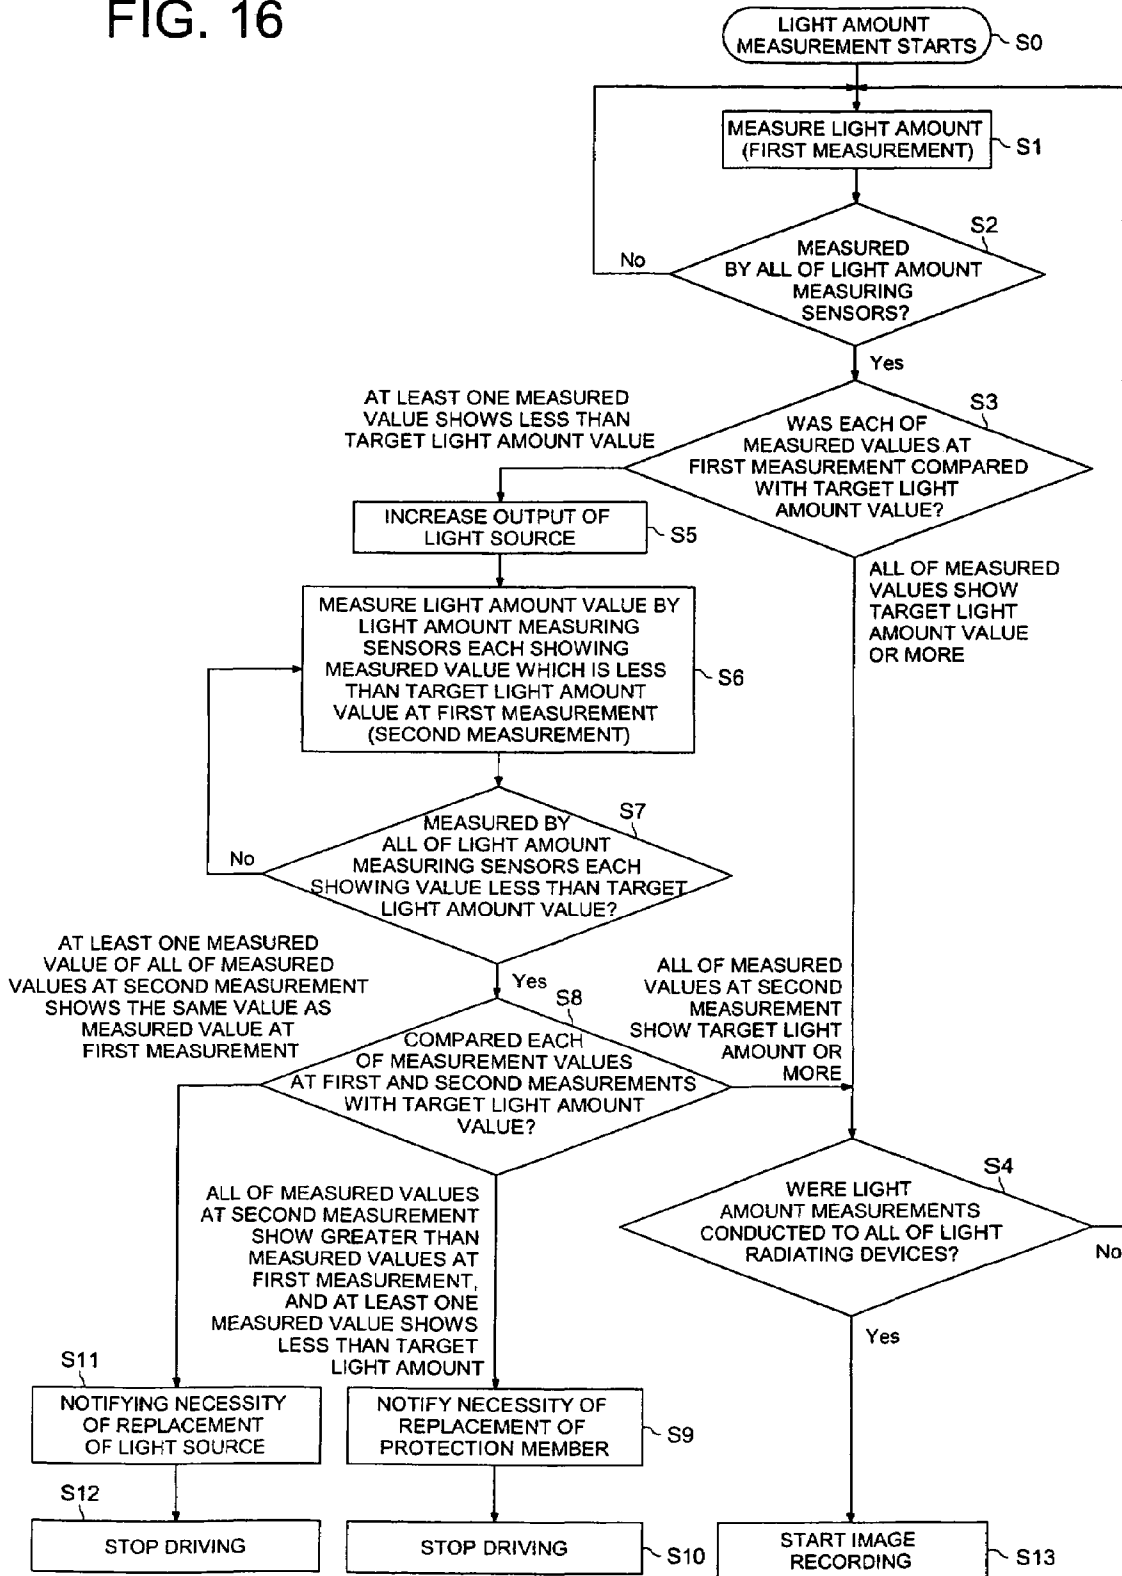 FIG. 16
LIGHT AMOUNT
MEASUREMENT STARTS
S0
MEASURE LIGHT AMOUNT
(FIRST MEASUREMENT)
S1
S2
MEASURED
BY ALL OF LIGHT AMOUNT
MEASURING
SENSORS?
No
Yes
AT LEAST ONE MEASURED
VALUE SHOWS LESS THAN
TARGET LIGHT AMOUNT VALUE
S3
WAS EACH OF
MEASURED VALUES AT
FIRST MEASUREMENT COMPARED
WITH TARGET LIGHT
AMOUNT VALUE?
INCREASE OUTPUT OF
LIGHT SOURCE
S5
ALL OF MEASURED
VALUES SHOW
TARGET LIGHT
AMOUNT VALUE
OR MORE
MEASURE LIGHT AMOUNT VALUE BY
LIGHT AMOUNT MEASURING
SENSORS EACH SHOWING
MEASURED VALUE WHICH IS LESS
THAN TARGET LIGHT AMOUNT
VALUE AT FIRST MEASUREMENT
(SECOND MEASUREMENT)
S6
S7
MEASURED BY
ALL OF LIGHT AMOUNT
MEASURING SENSORS EACH
SHOWING VALUE LESS THAN TARGET
LIGHT AMOUNT VALUE?
No
Yes
AT LEAST ONE MEASURED
VALUE OF ALL OF MEASURED
VALUES AT SECOND MEASUREMENT
SHOWS THE SAME VALUE AS
MEASURED VALUE AT
FIRST MEASUREMENT
S8
COMPARED EACH
OF MEASUREMENT VALUES
AT FIRST AND SECOND MEASUREMENTS
WITH TARGET LIGHT AMOUNT
VALUE?
ALL OF MEASURED
VALUES AT SECOND
MEASUREMENT
SHOW TARGET LIGHT
AMOUNT OR
MORE
S4
WERE LIGHT
AMOUNT MEASUREMENTS
CONDUCTED TO ALL OF LIGHT
RADIATING DEVICES?
No
Yes
ALL OF MEASURED VALUES
AT SECOND MEASUREMENT
SHOW GREATER THAN
MEASURED VALUES AT
FIRST MEASUREMENT,
AND AT LEAST ONE
MEASURED VALUE SHOWS
LESS THAN TARGET
LIGHT AMOUNT
S11
NOTIFYING NECESSITY
OF REPLACEMENT
OF LIGHT SOURCE
NOTIFY NECESSITY OF
REPLACEMENT OF
PROTECTION MEMBER
S9
S12
STOP DRIVING
STOP DRIVING
S10
START IMAGE
RECORDING
S13